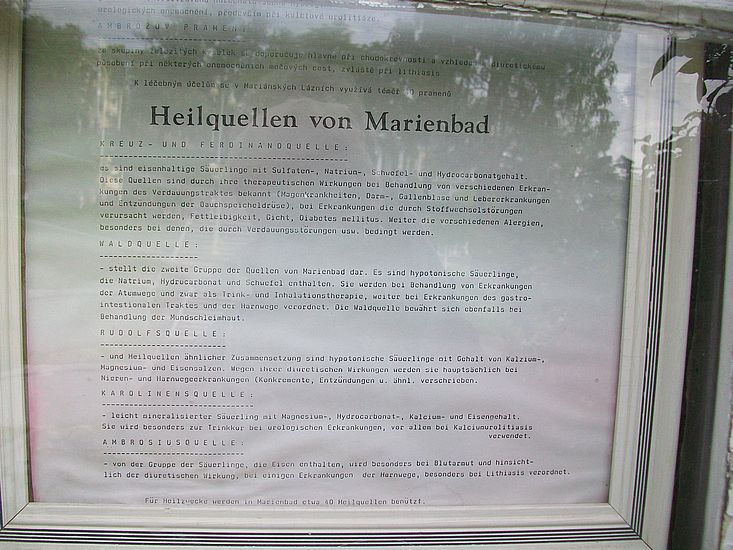 urologických onemocnění, především při kalciové urolitiáze.
AMBROŽŮV PRAMEN:
ze skupiny železitých kyselek se doporučuje hlavně při chudokrevnosti a vzhledem k diuretickému
působení při některých onemocněních močových cest, zvláště při lithiasis
K léčebným účelům se v Mariánských Lázních využívá téměř 40 pramenů
Heilquellen von Marienbad
KREUZ- UND FERDINANDQUELLE:
es sind eisenhaltige Säuerlinge mit Sulfaten-, Natrium-, Schwefel- und Hydrocarbonatgehalt.
Diese Quellen sind durch ihre therapeutischen Wirkungen bei Behandlung von verschiedenen Erkran-
kungen des Verdauungstraktes bekannt (Magenkrankheiten, Darm-, Gallenblase und Lebererkrankungen
und Entzündungen der Bauchspeicheldrüse), bei Erkrankungen die durch Stoffwechselstörungen
verursacht werden, Fettleibigkeit, Gicht, Diabetes mellitus. Weiter die verschiedenen Alergien,
besonders bei denen, die durch Verdauungsstörungen usw. bedingt werden.
WALDQUELLE:
- stellt die zweite Gruppe der Quellen von Marienbad dar. Es sind hypotonische Säuerlinge,
die Natrium, Hydrocarbonat und Schwefel enthalten. Sie werden bei Behandlung von Erkrankungen
der Atemwege und zwar als Trink- und Inhalationstherapie, weiter bei Erkrankungen des gastro-
intestionalen Traktes und der Harnwege verordnet. Die Waldquelle bewährt sich ebenfalls bei
Behandlung der Mundschleimhaut.
RUDOLFSQUELLE:
- und Heilquellen ähnlicher Zusammensetzung sind hypotonische Säuerlinge mit Gehalt von Kalzium-,
Magnesium- und Eisensalzen. Wegen ihrer diuretischen Wirkungen werden sie hauptsächlich bei
Nieren- und Harnwegeerkrankungen (Konkremente, Entzündungen u. ähnl. verschrieben.
KAROLINENSQUELLE:
- leicht mineralisierter Säuerling mit Magnesium-, Hydrocarbonat-, Kalcium- und Eisengehalt.
Sie wird besonders zur Trinkkur bei urologischen Erkrankungen, vor allem bei Kalciumurolitiasis
verwendet.
AMBROSIUSQUELLE:
- von der Gruppe der Säuerlinge, die Eisen enthalten, wird besonders bei Blutarmut und hinsicht-
lich der diuretischen Wirkung, bei einigen Erkrankungen der Harnwege, besonders bei Lithiasis verordnet.
Für Heilzwecke werden in Marienbad etwa 40 Heilquellen benutzt.